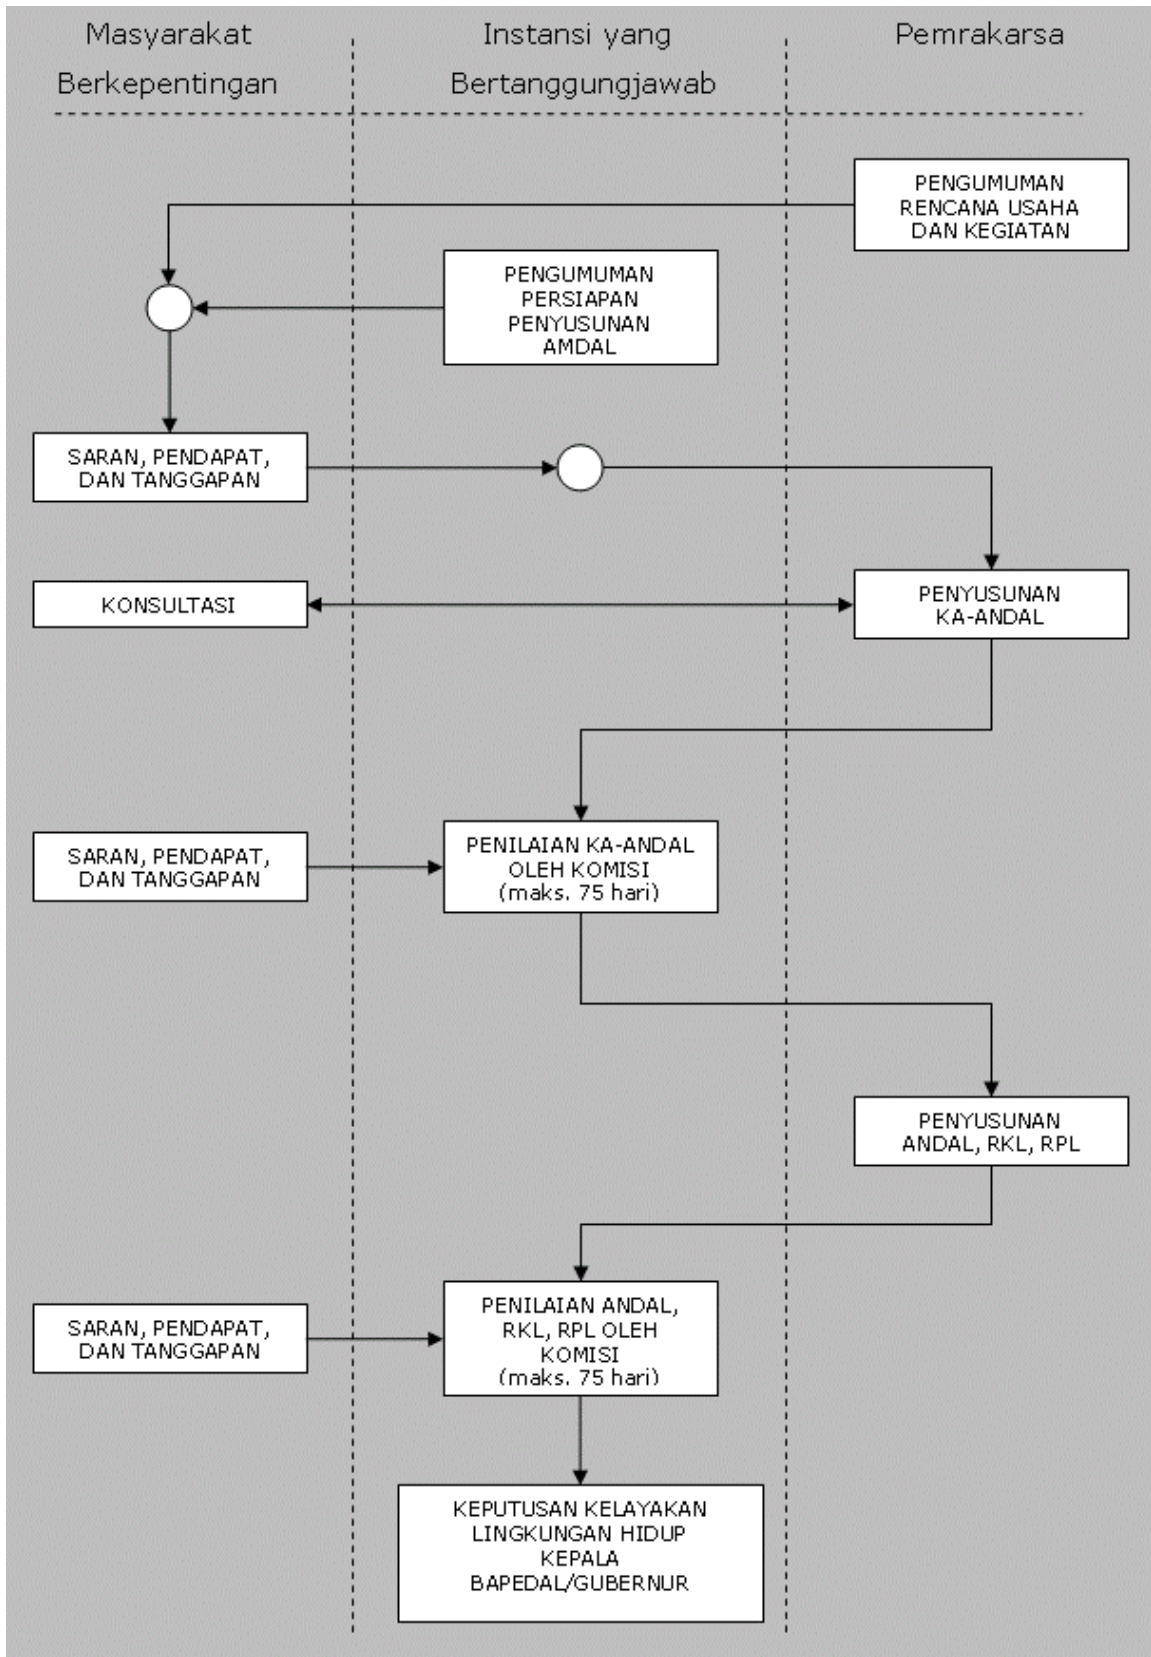 Masyarakat
Berkepentingan
Instansi yang
Bertanggungjawab
Pemrakarsa
PENGUMUMAN
RENCANA USAHA
DAN KEGIATAN
PENGUMUMAN
PERSIAPAN
PENYUSUNAN
AMDAL
SARAN, PENDAPAT,
DAN TANGGAPAN
KONSULTASI
PENYUSUNAN
KA-ANDAL
SARAN, PENDAPAT,
DAN TANGGAPAN
PENILAIAN KA-ANDAL
OLEH KOMISI
(maks. 75 hari)
PENYUSUNAN
ANDAL, RKL, RPL
SARAN, PENDAPAT,
DAN TANGGAPAN
PENILAIAN ANDAL,
RKL, RPL OLEH
KOMISI
(maks. 75 hari)
KEPUTUSAN KELAYAKAN
LINGKUNGAN HIDUP
KEPALA
BAPEDAL/GUBERNUR